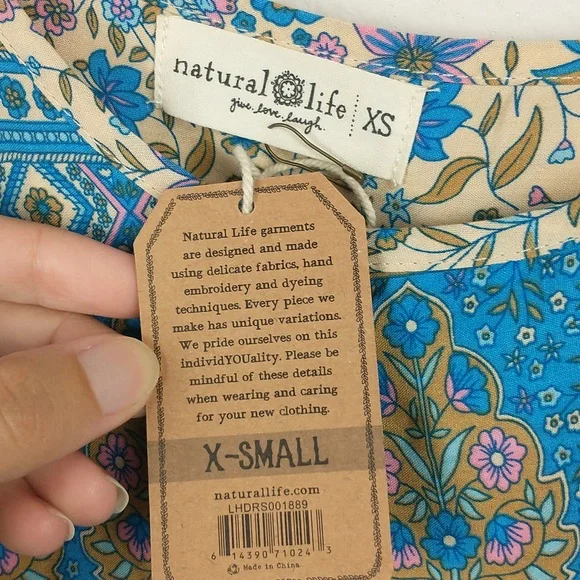 natural life XS
give. love. laugh.
Natural Life garments
are designed and made
using delicate fabrics, hand
embroidery and dyeing
techniques. Every piece we
make has unique variations.
We pride ourselves on this
individYOUality. Please be
mindful of these details
when wearing and caring
for your new clothing.
X-SMALL
naturallife.com
LHDRS001889
6 14390 71024 3
Made in China